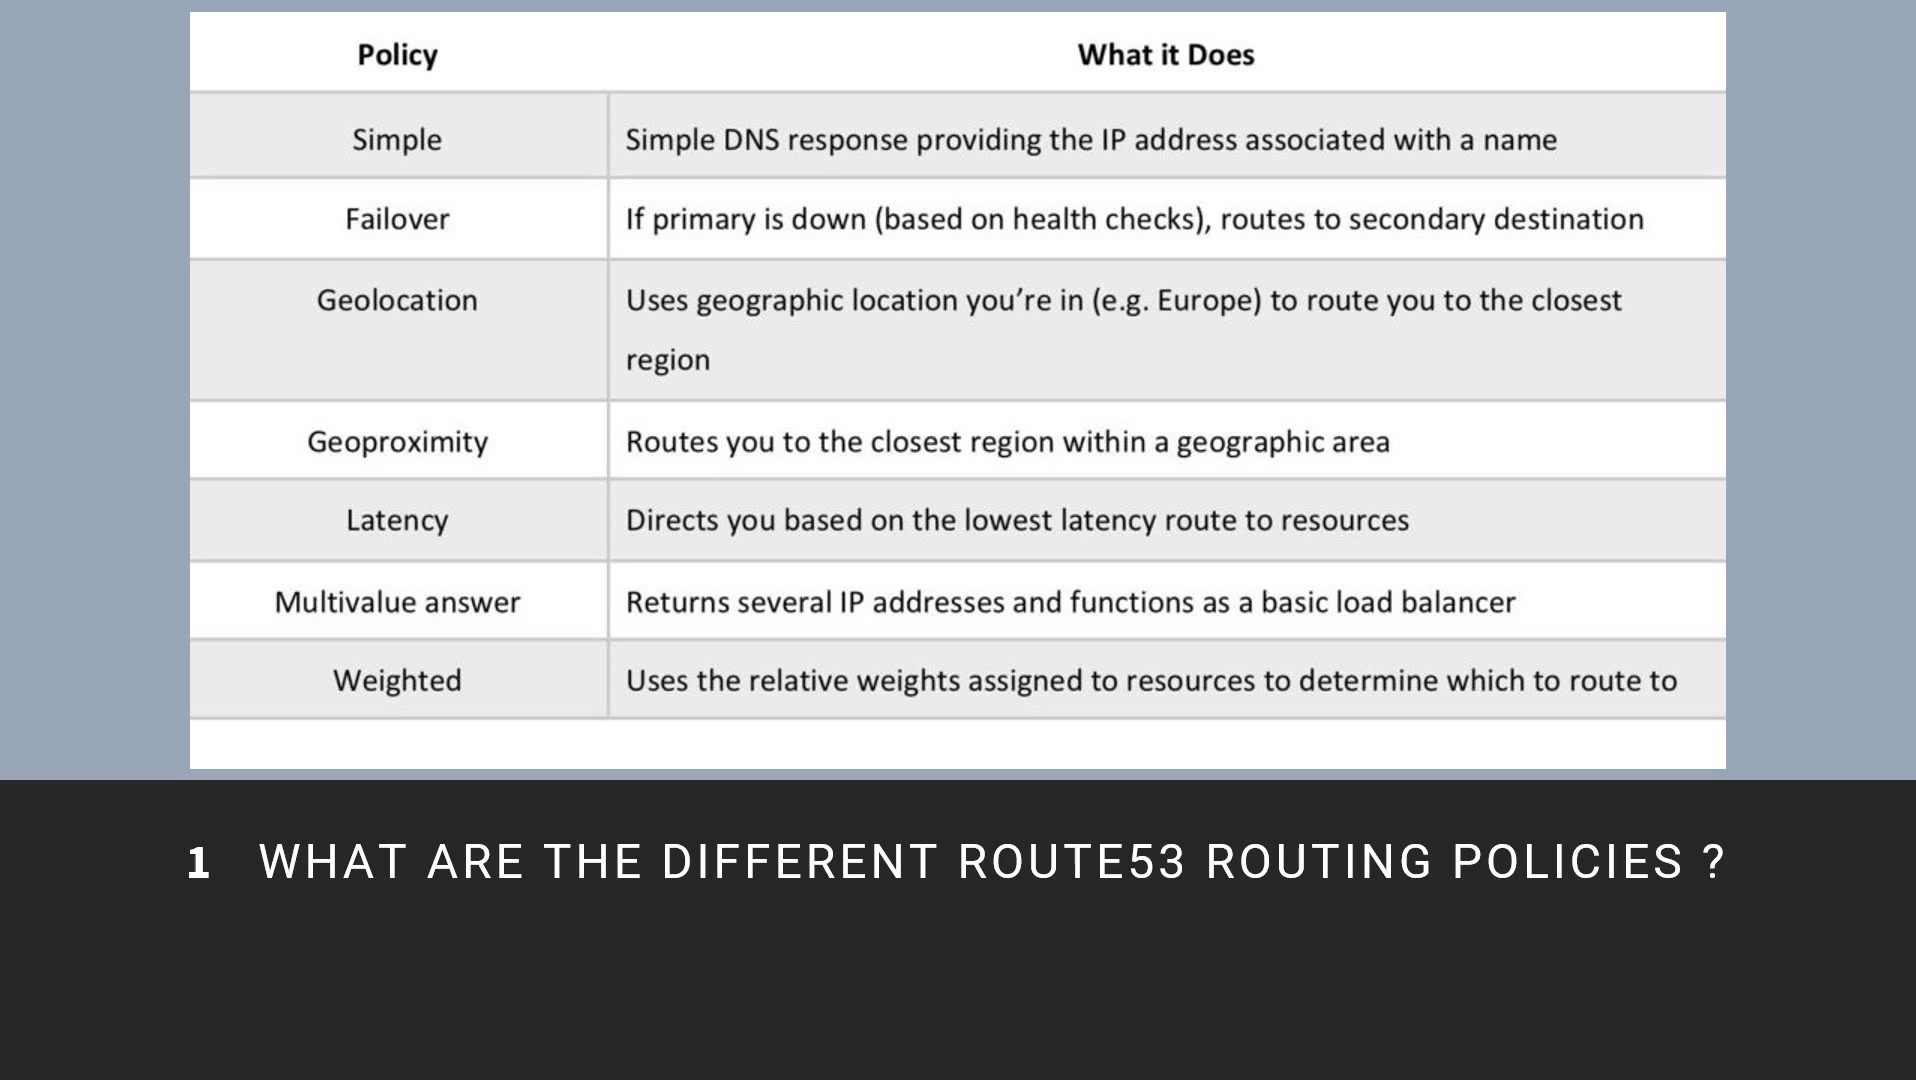 Policy What it Does
Simple Simple DNS response providing the IP address associated with a name
Failover If primary is down (based on health checks), routes to secondary destination
Geolocation Uses geographic location you’re in (e.g. Europe) to route you to the closest
region
Geoproximity Routes you to the closest region within a geographic area
Latency Directs you based on the lowest latency route to resources
Multivalue answer Returns several IP addresses and functions as a basic load balancer
Weighted Uses the relative weights assigned to resources to determine which to route to
1 WHAT ARE THE DIFFERENT ROUTE53 ROUTING POLICIES ?